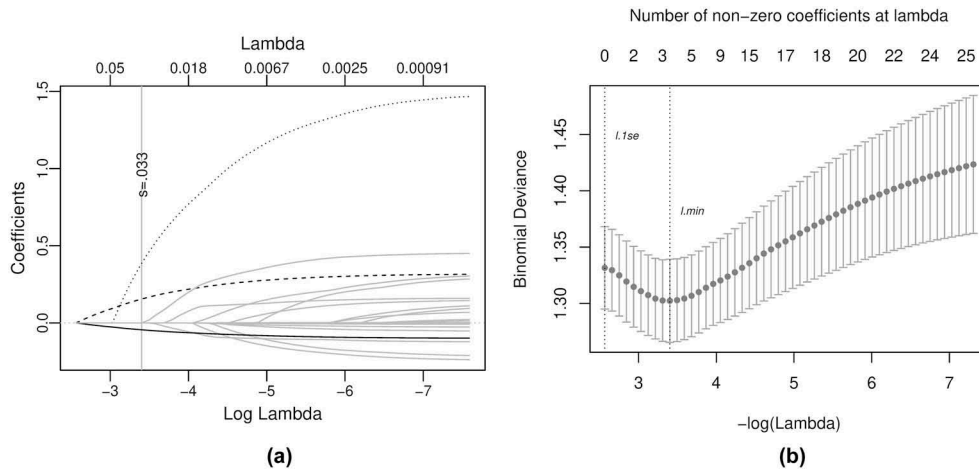 Lambda
0.05 0.018 0.0067 0.0025 0.00091
1.5
1.0
0.5
0.0
Coefficients
s=.033
−3 −4 −5 −6 −7
Log Lambda
(a)
Number of non−zero coefficients at lambda
0 2 3 3 5 9 15 17 18 20 22 24 25
1.45
1.40
1.35
1.30
Binomial Deviance
l.1se
l.min
3 4 5 6 7
−log(Lambda)
(b)